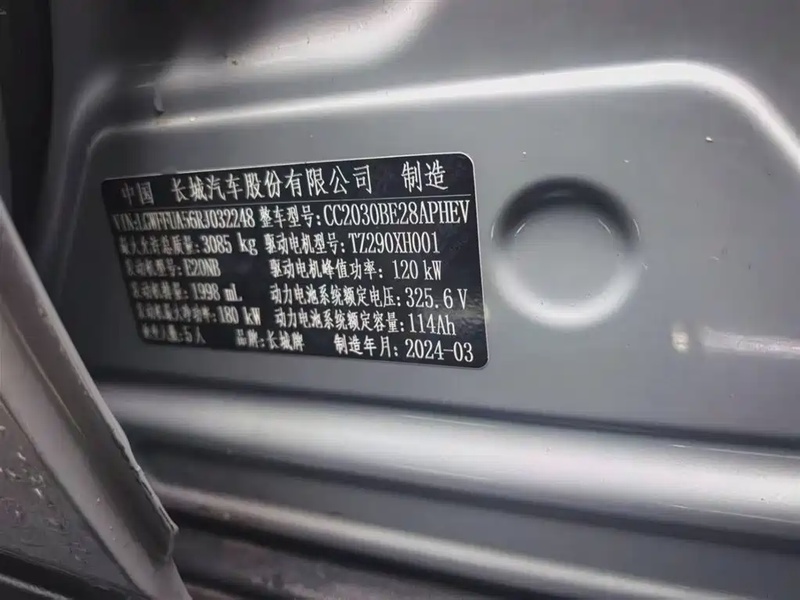 中国 长城汽车股份有限公司 制造
VIN:LGWFFUA56RJ032248 整车型号:CC2030BE28APHEV
最大允许总质量:3085 kg 驱动电机型号:TZ290XH001
发动机型号:E20NB 驱动电机峰值功率:120 kW
发动机排量:1998 mL 动力电池系统额定电压:325.6 V
发动机最大净功率:180 kW 动力电池系统额定容量:114Ah
乘坐人数:5人 品牌:长城牌 制造年月:2024-03